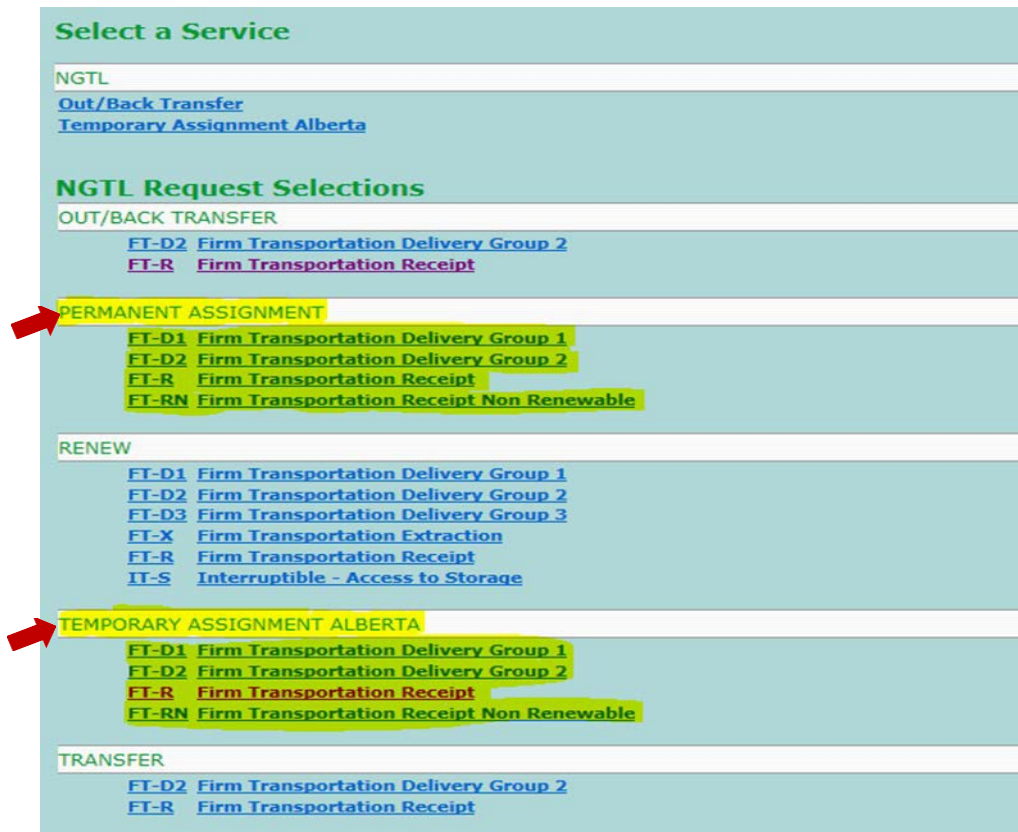 Select a Service
NGTL
Out/Back Transfer
Temporary Assignment Alberta
NGTL Request Selections
OUT/BACK TRANSFER
FT-D2 Firm Transportation Delivery Group 2
FT-R Firm Transportation Receipt
PERMANENT ASSIGNMENT
FT-D1 Firm Transportation Delivery Group 1
FT-D2 Firm Transportation Delivery Group 2
FT-R Firm Transportation Receipt
FT-RN Firm Transportation Receipt Non Renewable
RENEW
FT-D1 Firm Transportation Delivery Group 1
FT-D2 Firm Transportation Delivery Group 2
FT-D3 Firm Transportation Delivery Group 3
FT-X Firm Transportation Extraction
FT-R Firm Transportation Receipt
IT-S Interruptible - Access to Storage
TEMPORARY ASSIGNMENT ALBERTA
FT-D1 Firm Transportation Delivery Group 1
FT-D2 Firm Transportation Delivery Group 2
FT-R Firm Transportation Receipt
FT-RN Firm Transportation Receipt Non Renewable
TRANSFER
FT-D2 Firm Transportation Delivery Group 2
FT-R Firm Transportation Receipt